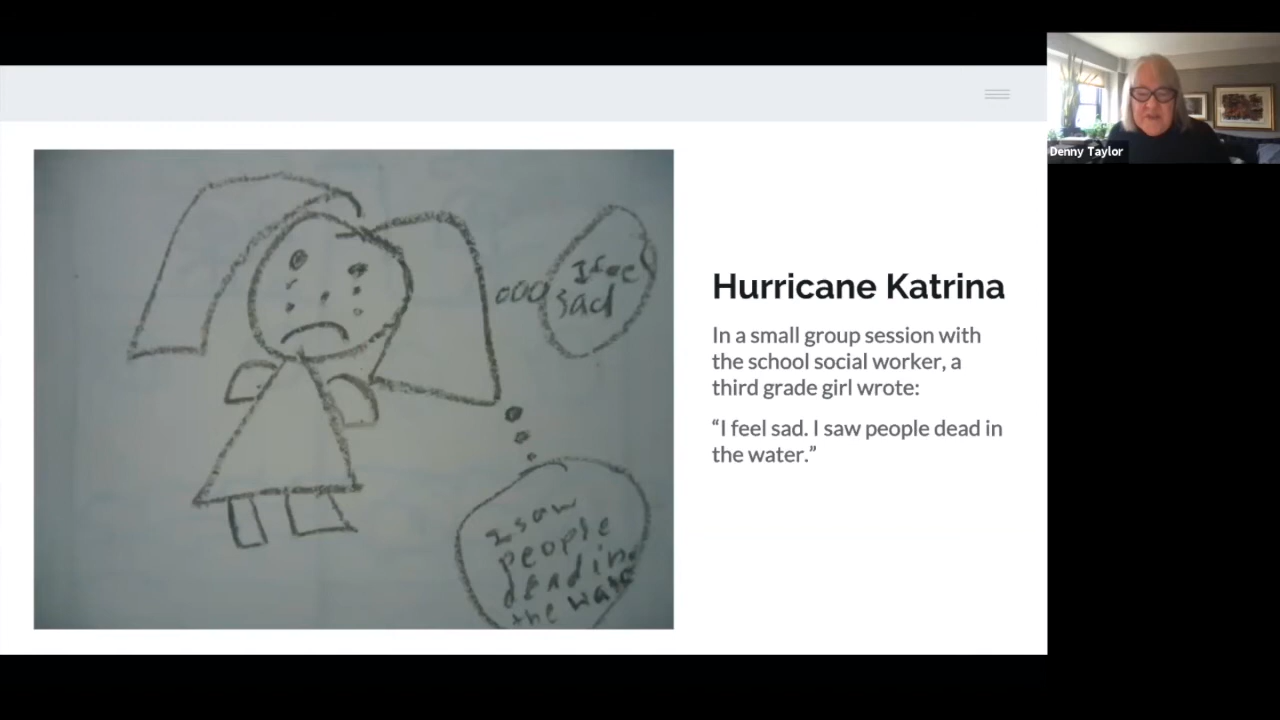 Denny Taylor
I feel
sad
I saw
people
dead in
the water
Hurricane Katrina
In a small group session with
the school social worker, a
third grade girl wrote:
“I feel sad. I saw people dead in
the water.”